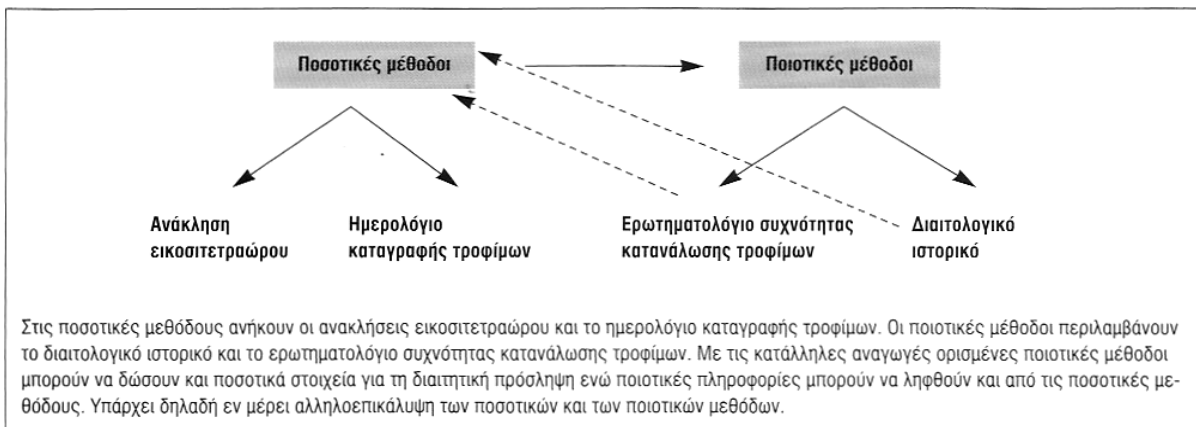 Ποσοτικές μέθοδοι
Ποιοτικές μέθοδοι
Ανάκληση
εικοσιτετραώρου
Ημερολόγιο
καταγραφής τροφίμων
Ερωτηματολόγιο συχνότητας
κατανάλωσης τροφίμων
Διαιτολογικό
ιστορικό
Στις ποσοτικές μεθόδους ανήκουν οι ανακλήσεις εικοσιτετραώρου και το ημερολόγιο καταγραφής τροφίμων. Οι ποιοτικές μέθοδοι περιλαμβάνουν
το διαιτολογικό ιστορικό και το ερωτηματολόγιο συχνότητας κατανάλωσης τροφίμων. Με τις κατάλληλες αναγωγές ορισμένες ποιοτικές μέθοδοι
μπορούν να δώσουν και ποσοτικά στοιχεία για τη διαιτητική πρόσληψη ενώ ποιοτικές πληροφορίες μπορούν να ληφθούν και από τις ποσοτικές με-
θόδους. Υπάρχει δηλαδή εν μέρει αλληλοεπικάλυψη των ποσοτικών και των ποιοτικών μεθόδων.